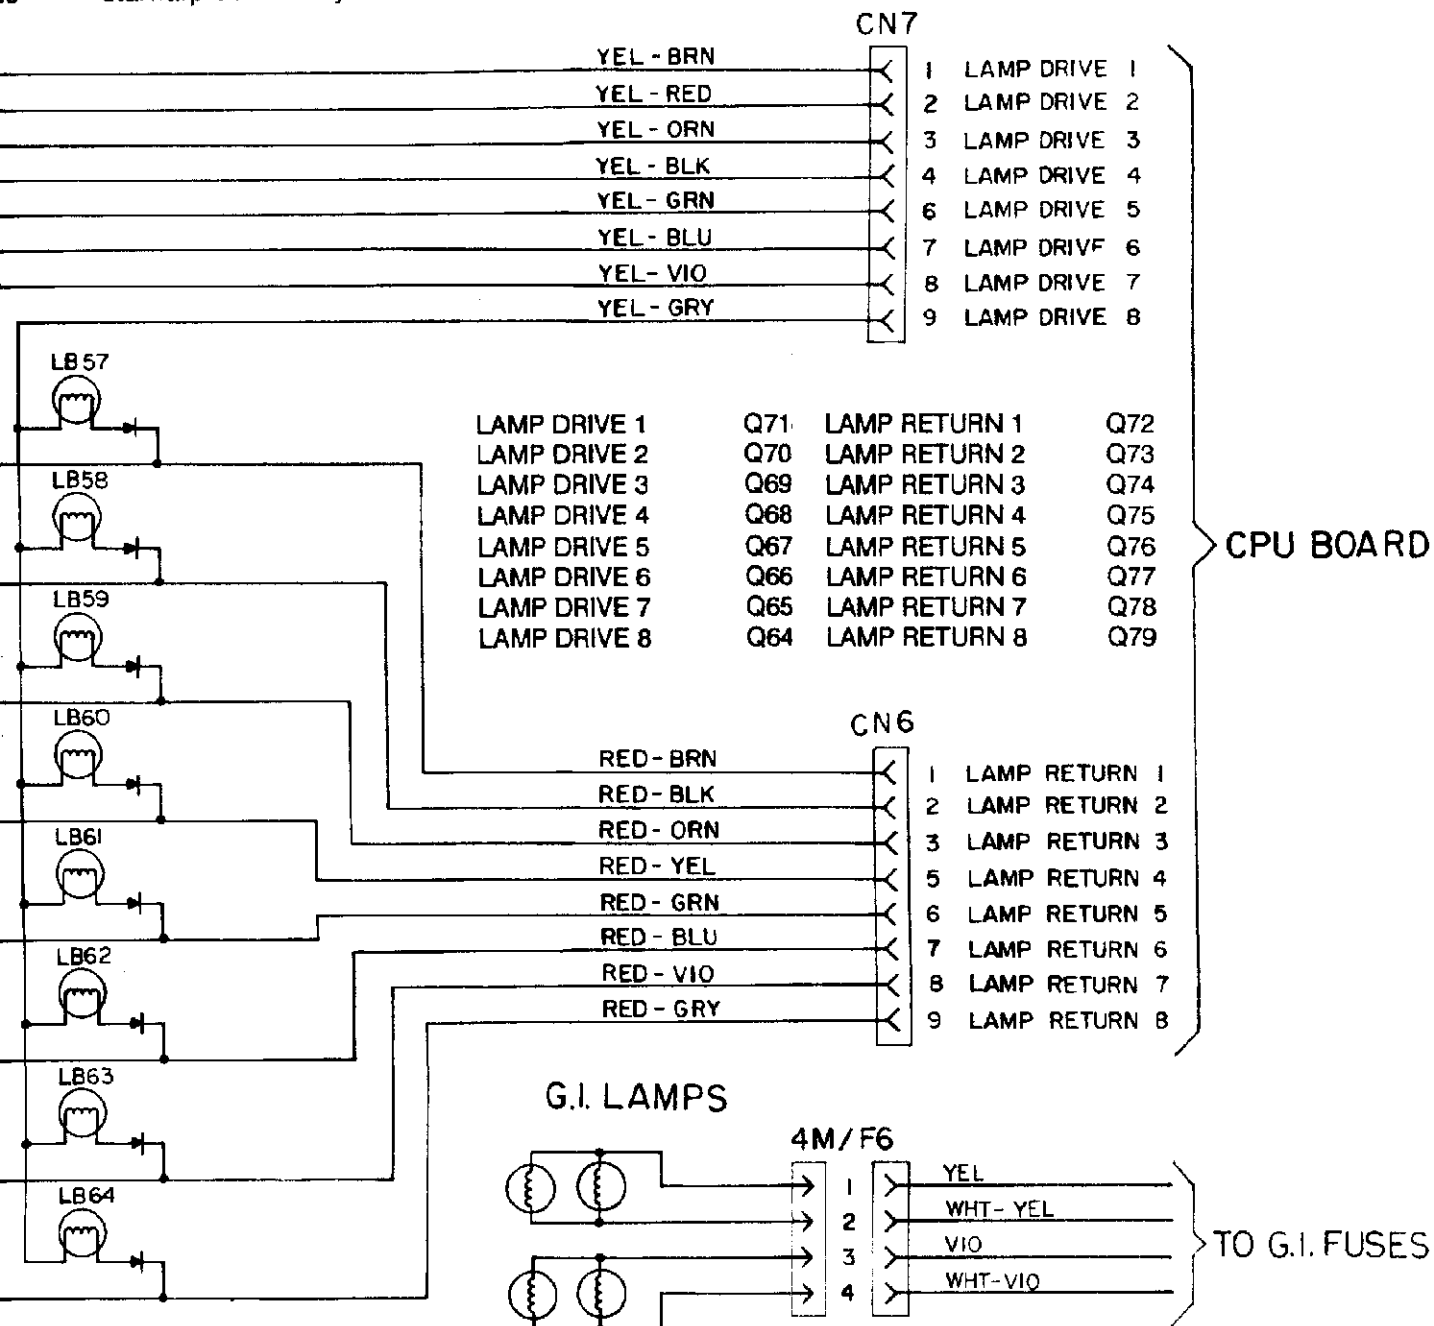 CN7
YEL-BRN 1 LAMP DRIVE 1
YEL-RED 2 LAMP DRIVE 2
YEL-ORN 3 LAMP DRIVE 3
YEL-BLK 4 LAMP DRIVE 4
YEL-GRN 6 LAMP DRIVE 5
YEL-BLU 7 LAMP DRIVE 6
YEL-VIO 8 LAMP DRIVE 7
YEL-GRY 9 LAMP DRIVE 8
LB57
LAMP DRIVE 1 Q71 LAMP RETURN 1 Q72
LAMP DRIVE 2 Q70 LAMP RETURN 2 Q73
LB58
LAMP DRIVE 3 Q69 LAMP RETURN 3 Q74
LAMP DRIVE 4 Q68 LAMP RETURN 4 Q75
LAMP DRIVE 5 Q67 LAMP RETURN 5 Q76
CPU BOARD
LAMP DRIVE 6 Q66 LAMP RETURN 6 Q77
LB59
LAMP DRIVE 7 Q65 LAMP RETURN 7 Q78
LAMP DRIVE 8 Q64 LAMP RETURN 8 Q79
LB60
CN6
RED-BRN 1 LAMP RETURN 1
RED-BLK 2 LAMP RETURN 2
LB61
RED-ORN 3 LAMP RETURN 3
RED-YEL 5 LAMP RETURN 4
RED-GRN 6 LAMP RETURN 5
RED-BLU 7 LAMP RETURN 6
LB62
RED-VIO 8 LAMP RETURN 7
RED-GRY 9 LAMP RETURN 8
LB63
G.I. LAMPS
4M/F6
LB64
1 YEL
2 WHT-YEL
3 VIO
TO G.I. FUSES
4 WHT-VIO